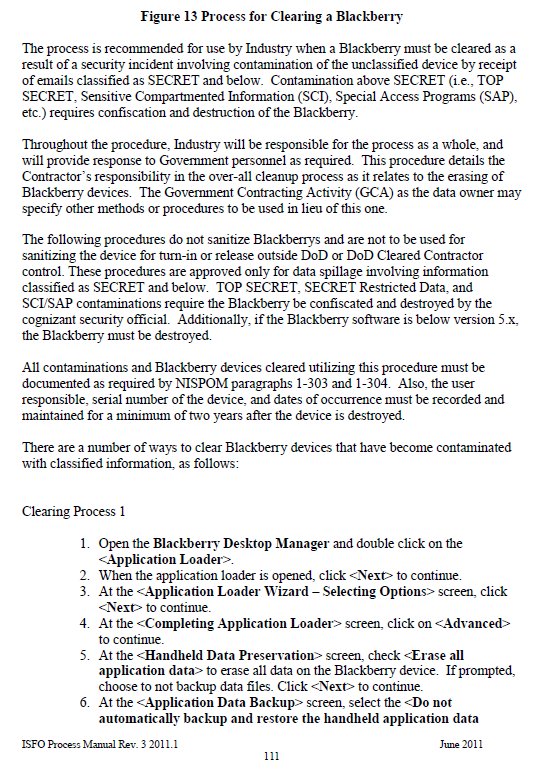 Figure 13 Process for Clearing a Blackberry
The process is recommended for use by Industry when a Blackberry must be cleared as a
result of a security incident involving contamination of the unclassified device by receipt
of emails classified as SECRET and below.  Contamination above SECRET (i.e., TOP
SECRET, Sensitive Compartmented Information (SCI), Special Access Programs (SAP),
etc.) requires confiscation and destruction of the Blackberry.
Throughout the procedure, Industry will be responsible for the process as a whole, and
will provide response to Government personnel as required.  This procedure details the
Contractor's responsibility in the over-all cleanup process as it relates to the erasing of
Blackberry devices.  The Government Contracting Activity (GCA) as the data owner may
specify other methods or procedures to be used in lieu of this one.
The following procedures do not sanitize Blackberrys and are not to be used for
sanitizing the device for turn-in or release outside DoD or DoD Cleared Contractor
control. These procedures are approved only for data spillage involving information
classified as SECRET and below.  TOP SECRET, SECRET Restricted Data, and
SCI/SAP contaminations require the Blackberry be confiscated and destroyed by the
cognizant security official.  Additionally, if the Blackberry software is below version 5.x,
the Blackberry must be destroyed.
All contaminations and Blackberry devices cleared utilizing this procedure must be
documented as required by NISPOM paragraphs 1-303 and 1-304.  Also, the user
responsible, serial number of the device, and dates of occurrence must be recorded and
maintained for a minimum of two years after the device is destroyed.
There are a number of ways to clear Blackberry devices that have become contaminated
with classified information, as follows:
Clearing Process 1
1. Open the Blackberry Desktop Manager and double click on the
<Application Loader>.
2. When the application loader is opened, click <Next> to continue.
3. At the <Application Loader Wizard – Selecting Options> screen, click
<Next> to continue.
4. At the <Completing Application Loader> screen, click on <Advanced>
to continue.
5. At the <Handheld Data Preservation> screen, check <Erase all
application data> to erase all data on the Blackberry device.  If prompted,
choose to not backup data files. Click <Next> to continue.
6. At the <Application Data Backup> screen, select the <Do not
automatically backup and restore the handheld application data
ISFO Process Manual Rev. 3 2011.1 June 2011
111